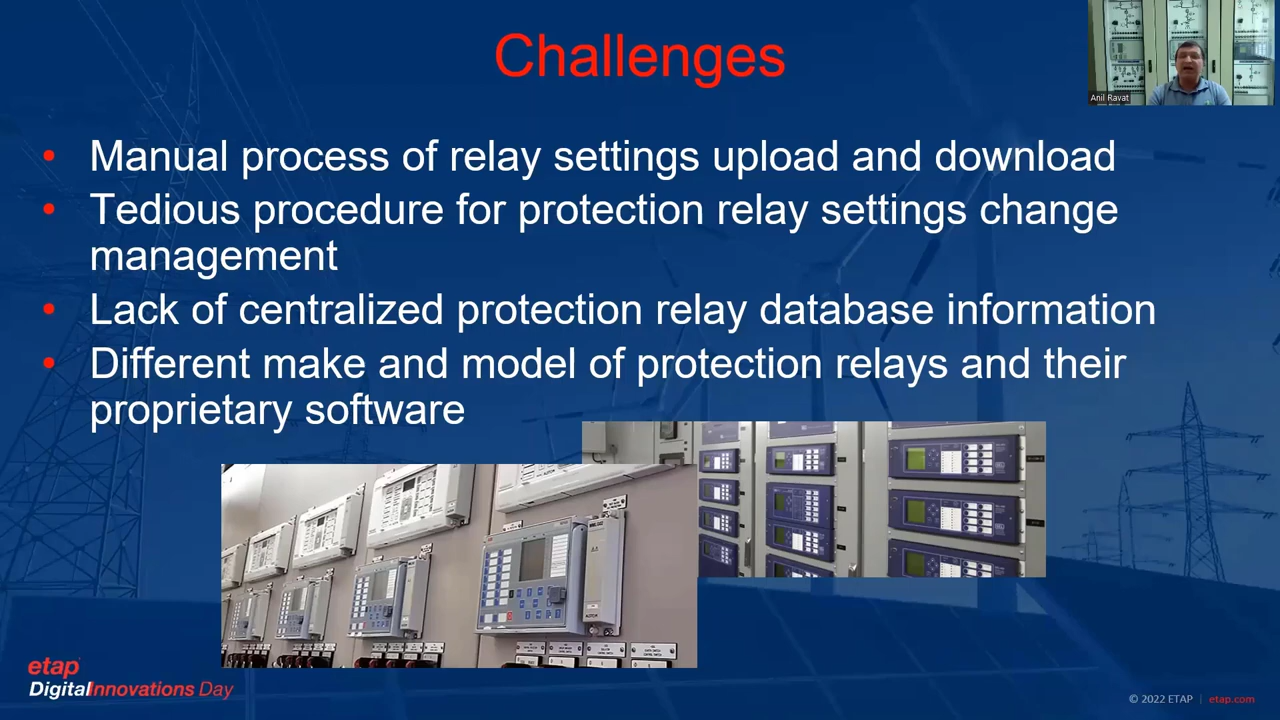 Challenges
Anil Ravat
• Manual process of relay settings upload and download
• Tedious procedure for protection relay settings change
management
• Lack of centralized protection relay database information
• Different make and model of protection relays and their
proprietary software
etap
DigitalInnovations Day
© 2022 ETAP | etap.com